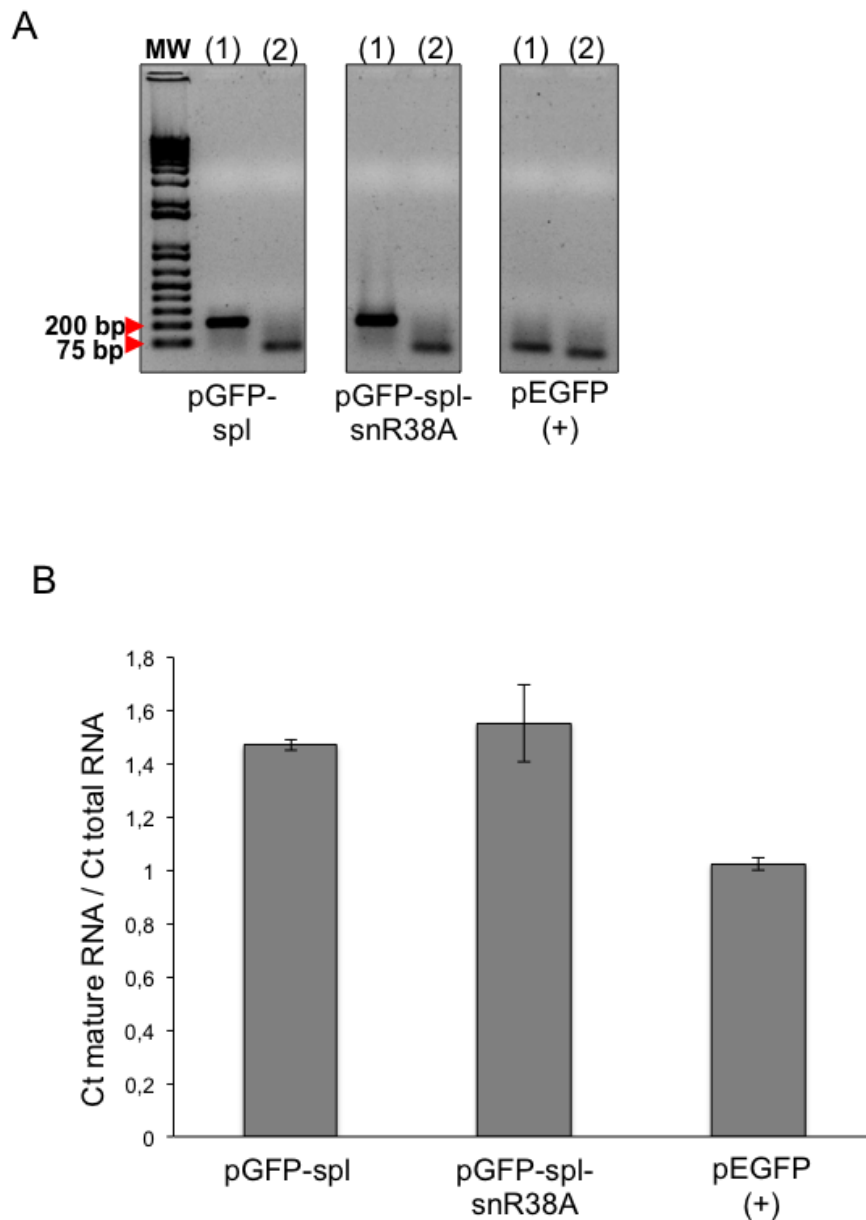 A
MW (1) (2) (1) (2) (1) (2)
200 bp
75 bp
pGFP-
spl
pGFP-spl-
snR38A
pEGFP
(+)
B
Ct mature RNA / Ct total RNA
1,8
1,6
1,4
1,2
1
0,8
0,6
0,4
0,2
0
pGFP-spl
pGFP-spl-
snR38A
pEGFP
(+)